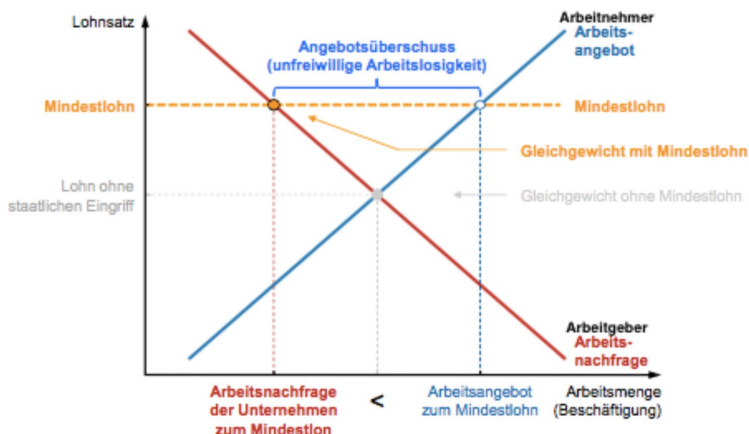 Lohnsatz
Arbeitnehmer
Arbeits-
angebot
Angebotsüberschuss
(unfreiwillige Arbeitslosigkeit)
Mindestlohn
Mindestlohn
Gleichgewicht mit Mindestlohn
Lohn ohne
staatlichen Eingriff
Gleichgewicht ohne Mindestlohn
Arbeitgeber
Arbeits-
nachfrage
Arbeitsnachfrage
der Unternehmen
zum Mindestlon
<
Arbeitsangebot
zum Mindestlohn
Arbeitsmenge
(Beschäftigung)